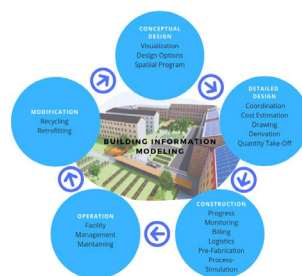 CONCEPTUAL
DESIGN
Visualization
Design Options
Spatial Program
DETAILED
DESIGN
Coordination
Cost Estimation
Drawing
Derivation
Quantity Take-Off
CONSTRUCTION
Progress
Monitoring
Billing
Logistics
Pre-Fabrication
Process-
Simulation
OPERATION
Facility
Management
Maintaining
MODIFICATION
Recycling
Retrofitting
BUILDING INFORMATION
MODELING